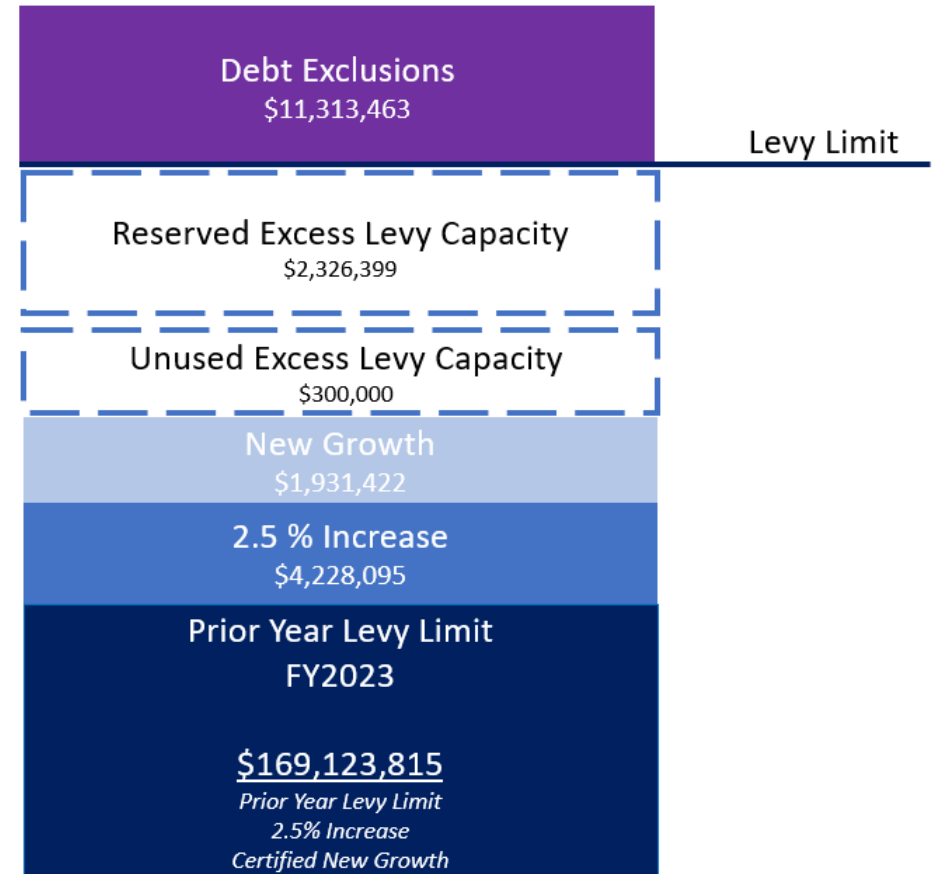 Debt Exclusions
$11,313,463
Levy Limit
Reserved Excess Levy Capacity
$2,326,399
Unused Excess Levy Capacity
$300,000
New Growth
$1,931,422
2.5 % Increase
$4,228,095
Prior Year Levy Limit
FY2023
$169,123,815
Prior Year Levy Limit
2.5% Increase
Certified New Growth